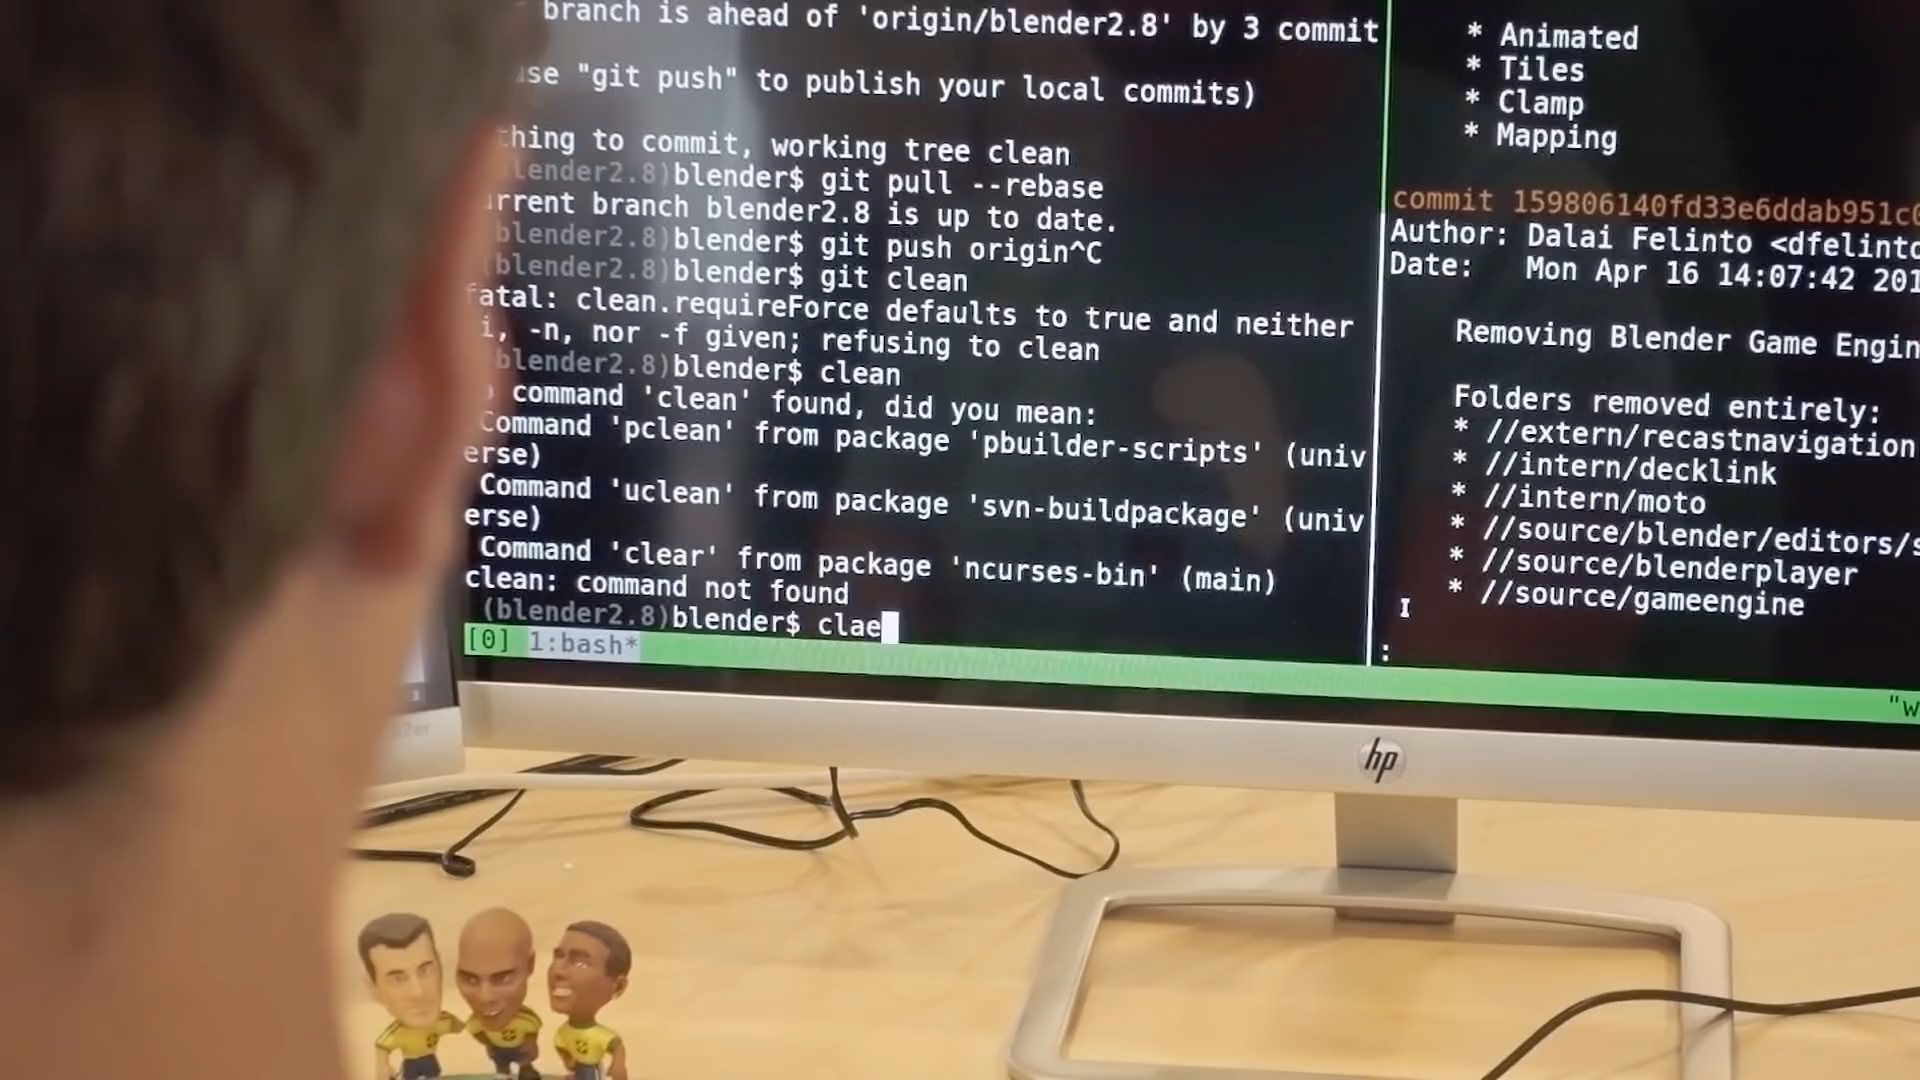 branch is ahead of 'origin/blender2.8' by 3 commit
use "git push" to publish your local commits)
thing to commit, working tree clean
lender2.8)blender$ git pull --rebase
urrent branch blender2.8 is up to date.
blender2.8)blender$ git push origin^C
(blender2.8)blender$ git clean
fatal: clean.requireForce defaults to true and neither
i, -n, nor -f given; refusing to clean
blender2.8)blender$ clean
command 'clean' found, did you mean:
Command 'pclean' from package 'pbuilder-scripts' (univ
erse)
Command 'uclean' from package 'svn-buildpackage' (univ
erse)
Command 'clear' from package 'ncurses-bin' (main)
clean: command not found
(blender2.8)blender$ clae
[0] 1:bash*
* Animated
* Tiles
* Clamp
* Mapping
commit 159806140fd33e6ddab951c0
Author: Dalai Felinto <dfelinto
Date: Mon Apr 16 14:07:42 201
Removing Blender Game Engin
Folders removed entirely:
* //extern/recastnavigation
* //intern/decklink
* //intern/moto
* //source/blender/editors/s
* //source/blenderplayer
* //source/gameengine
:
"w
hp